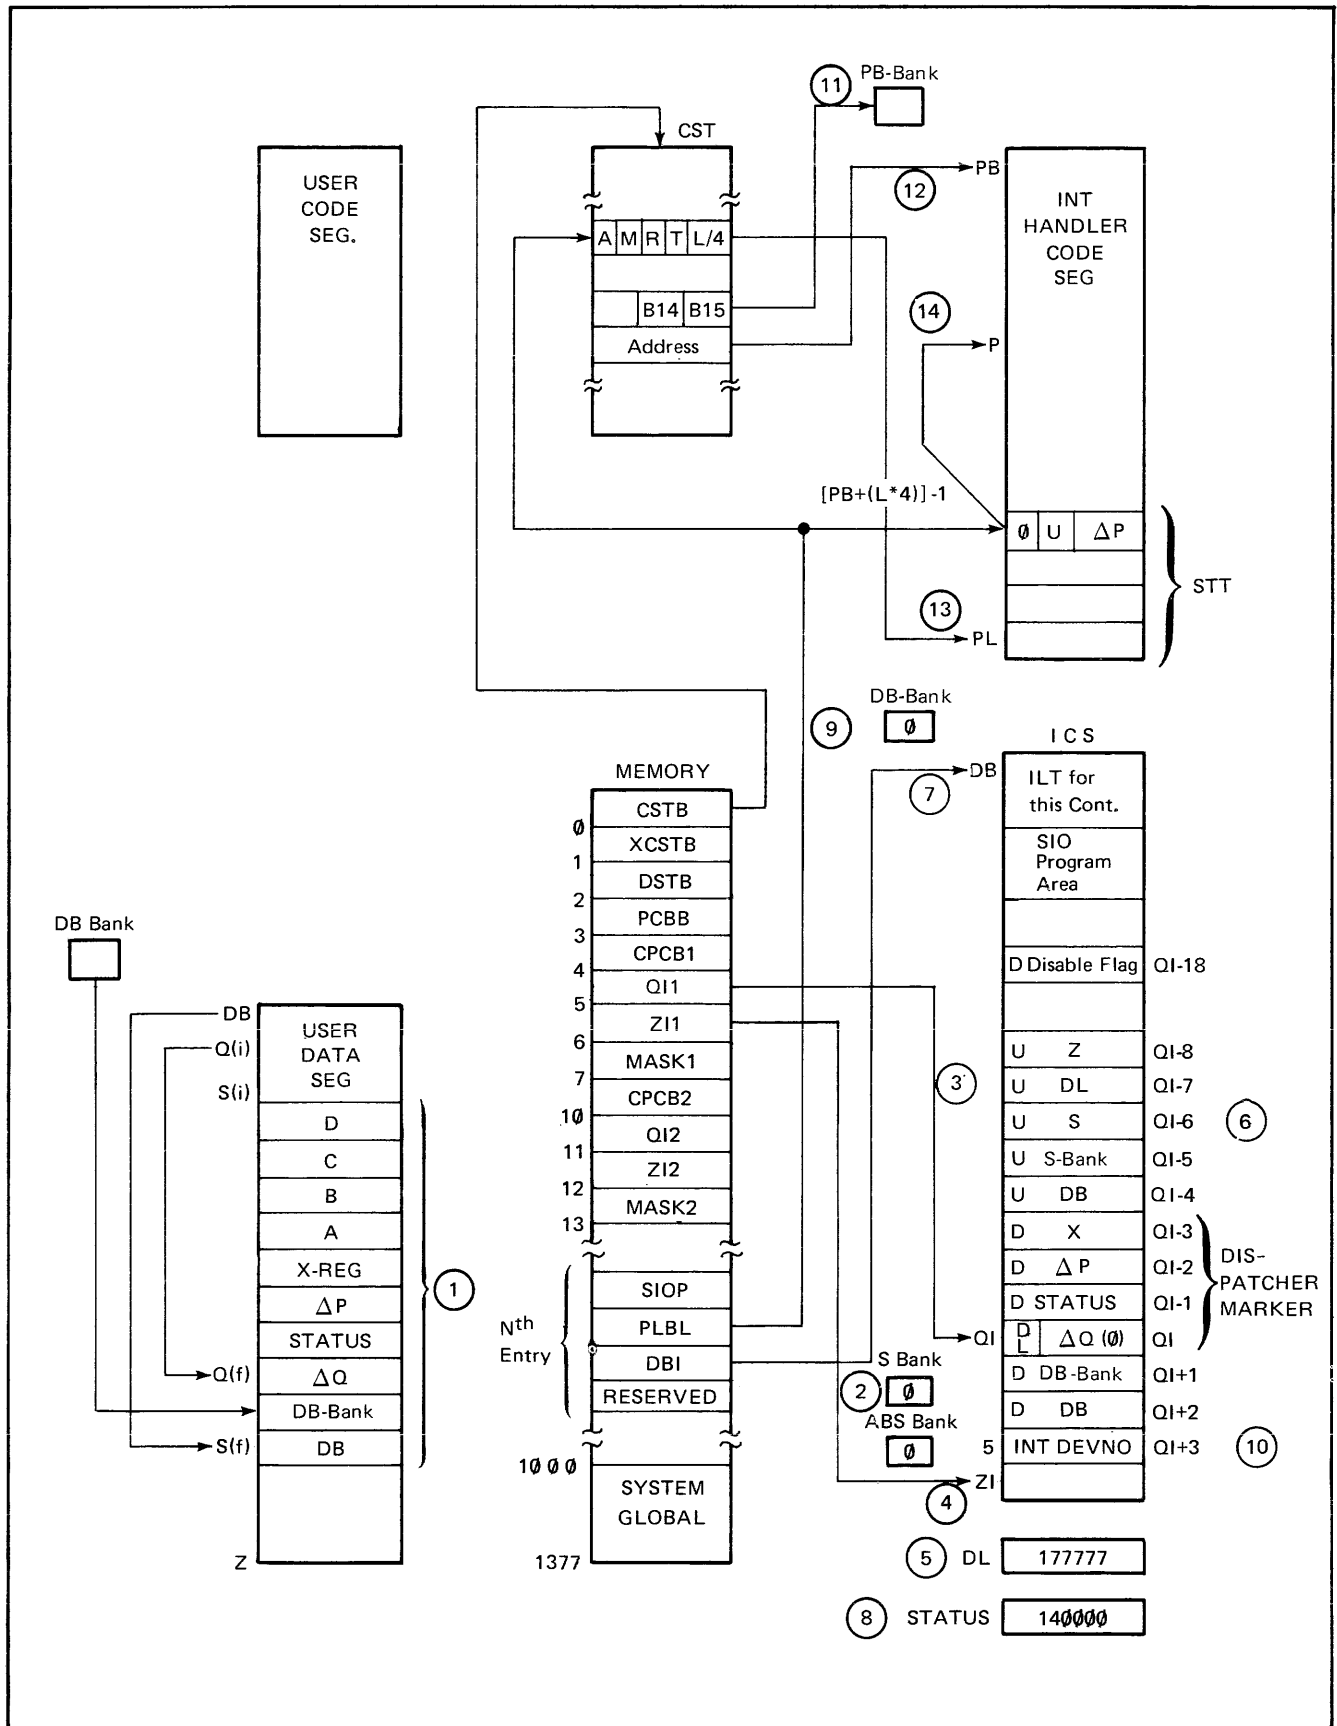 11
PB-Bank
CST
USER
CODE
SEG.
12
PB
INT
HANDLER
CODE
SEG
A M R T L/4
B14 B15
Address
14
P
[PB+(L*4)]-1
Ø U ΔP
STT
13
PL
DB-Bank
Ø
9
ICS
MEMORY
7
DB
ILT for
this Cont.
CSTB
Ø
XCSTB
1
DSTB
2
PCBB
3
CPCB1
4
QI1
5
ZI1
6
MASK1
7
CPCB2
1Ø
QI2
11
ZI2
12
MASK2
13
SIO
Program
Area
D Disable Flag QI-18
3
U Z QI-8
U DL QI-7
U S QI-6
6
U S-Bank QI-5
U DB QI-4
D X QI-3
D ΔP QI-2
D STATUS QI-1
QI
D
L
ΔQ (Ø) QI
D DB-Bank QI+1
D DB QI+2
5 INT DEVNO QI+3
10
DIS-
PATCHER
MARKER
DB Bank
DB
Q(i)
S(i)
USER
DATA
SEG
D
C
B
A
X-REG
ΔP
STATUS
Q(f) ΔQ
DB-Bank
S(f) DB
Z
1
Nth
Entry
SIOP
PLBL
DBI
RESERVED
S Bank
2
Ø
ABS Bank
Ø
1ØØØ
SYSTEM
GLOBAL
1377
ZI
4
5 DL 177777
8 STATUS 14ØØØØ